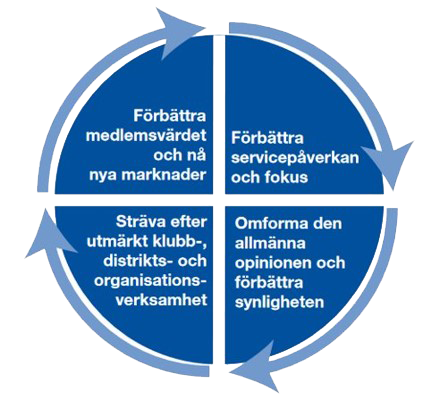 Förbättra
medlemsvärdet
och nå
nya marknader
Förbättra
servicepåverkan
och fokus
Sträva efter
utmärkt klubb-,
distrikts- och
organisations-
verksamhet
Omforma den
allmänna
opinionen och
förbättra
synligheten